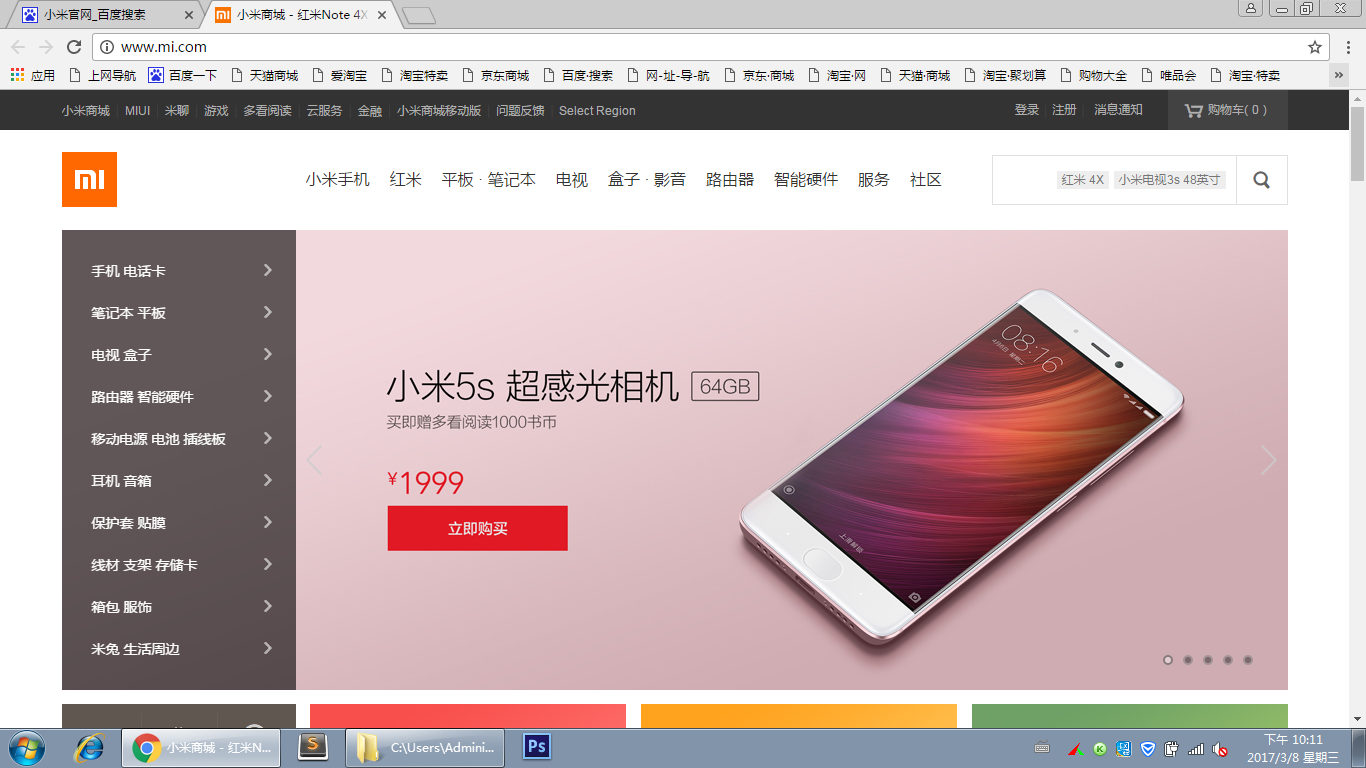 小米官网_百度搜索
小米商城 - 红米Note 4X
www.mi.com
应用 上网导航 百度一下 天猫商城 爱淘宝 淘宝特卖 京东商城 百度·搜索 网-址-导-航 京东·商城 淘宝·网 天猫·商城 淘宝·聚划算 购物大全 唯品会 淘宝·特卖 »
小米商城 MIUI 米聊 游戏 多看阅读 云服务 金融 小米商城移动版 问题反馈 Select Region 登录 注册 消息通知 购物车( 0 )
mi
小米手机 红米 平板 · 笔记本 电视 盒子 · 影音 路由器 智能硬件 服务 社区 红米 4X 小米电视3s 48英寸
手机 电话卡
笔记本 平板
电视 盒子
路由器 智能硬件
移动电源 电池 插线板
耳机 音箱
保护套 贴膜
线材 支架 存储卡
箱包 服饰
米兔 生活周边
小米5s 超感光相机 64GB
买即赠多看阅读1000书币
¥1999
立即购买
08:16
上滑解锁
小米商城 - 红米N...
C:\Users\Admini...
Ps
下午 10:11
2017/3/8 星期三